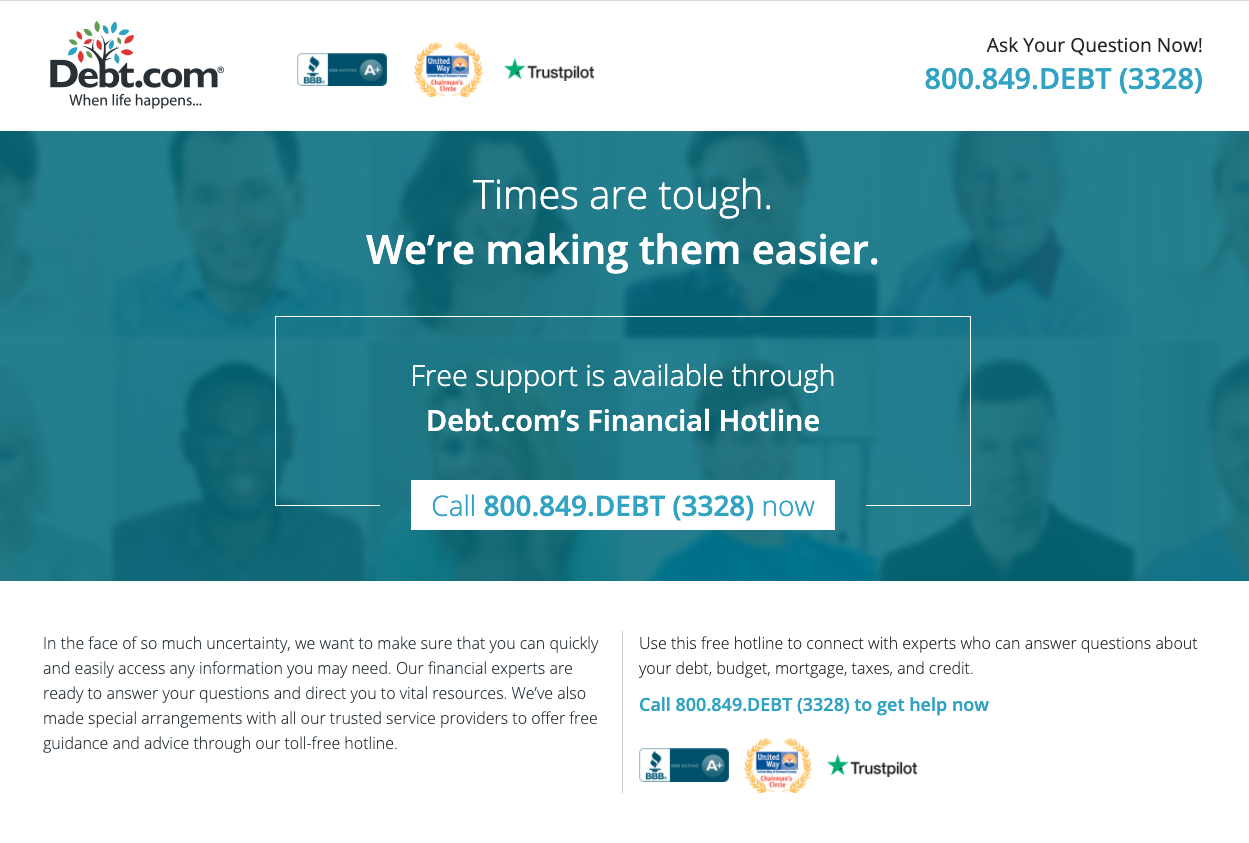 Debt.com®
When life happens...
BBB.
BBB RATING
A+
United
Way
Chairman's
Circle
Trustpilot
Ask Your Question Now!
800.849.DEBT (3328)
Times are tough.
We're making them easier.
Free support is available through
Debt.com's Financial Hotline
Call 800.849.DEBT (3328) now
In the face of so much uncertainty, we want to make sure that you can quickly
and easily access any information you may need. Our financial experts are
ready to answer your questions and direct you to vital resources. We've also
made special arrangements with all our trusted service providers to offer free
guidance and advice through our toll-free hotline.
Use this free hotline to connect with experts who can answer questions about
your debt, budget, mortgage, taxes, and credit.
Call 800.849.DEBT (3328) to get help now
BBB.
BBB RATING
A+
United
Way
Chairman's
Circle
Trustpilot